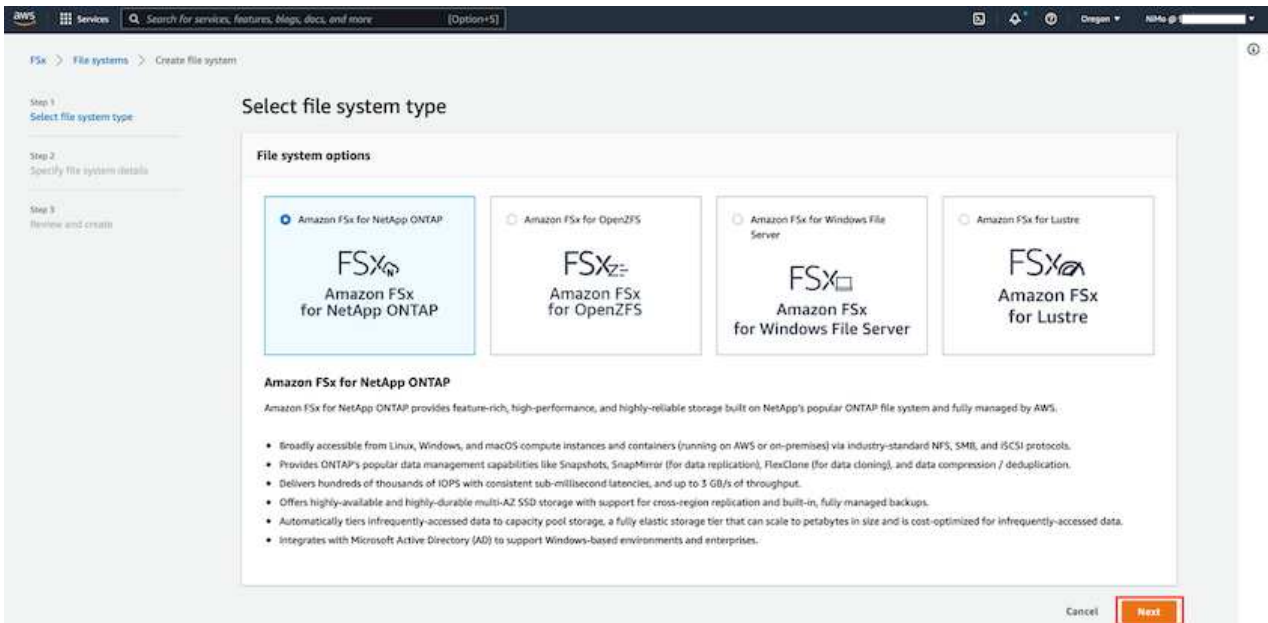 aws
Services
Search for services, features, blogs, docs, and more
[Option+S]
Oregon
NiMo @
FSx > File systems > Create file system
Step 1
Select file system type
Step 2
Specify file system details
Step 3
Review and create
Select file system type
File system options
Amazon FSx for NetApp ONTAP
FSx
Amazon FSx
for NetApp ONTAP
Amazon FSx for OpenZFS
FSx
Amazon FSx
for OpenZFS
Amazon FSx for Windows File
Server
FSx
Amazon FSx
for Windows File Server
Amazon FSx for Lustre
FSx
Amazon FSx
for Lustre
Amazon FSx for NetApp ONTAP
Amazon FSx for NetApp ONTAP provides feature-rich, high-performance, and highly-reliable storage built on NetApp's popular ONTAP file system and fully managed by AWS.
• Broadly accessible from Linux, Windows, and macOS compute instances and containers (running on AWS or on-premises) via industry-standard NFS, SMB, and iSCSI protocols.
• Provides ONTAP's popular data management capabilities like Snapshots, SnapMirror (for data replication), FlexClone (for data cloning), and data compression / deduplication.
• Delivers hundreds of thousands of IOPS with consistent sub-millisecond latencies, and up to 3 GB/s of throughput.
• Offers highly-available and highly-durable multi-AZ SSD storage with support for cross-region replication and built-in, fully managed backups.
• Automatically tiers infrequently-accessed data to capacity pool storage, a fully elastic storage tier that can scale to petabytes in size and is cost-optimized for infrequently-accessed data.
• Integrates with Microsoft Active Directory (AD) to support Windows-based environments and enterprises.
Cancel
Next